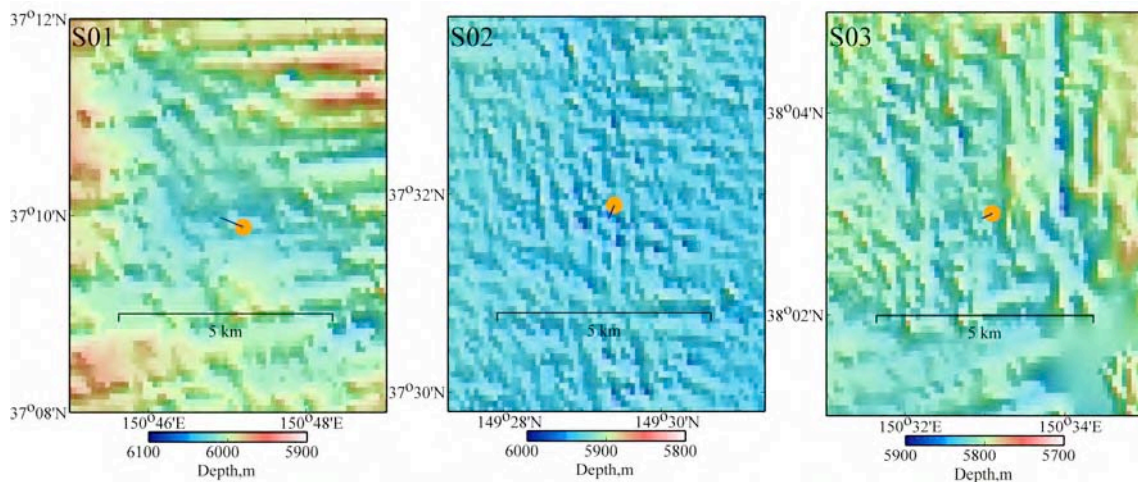 37°12'N
S01
37°10'N
5 km
37°08'N
150°46'E
150°48'E
6100
6000
5900
Depth,m
S02
37°32'N
5 km
37°30'N
149°28'N
149°30'N
6000
5900
5800
Depth,m
S03
38°04'N
5 km
38°02'N
150°32'E
150°34'E
5900
5800
5700
Depth,m